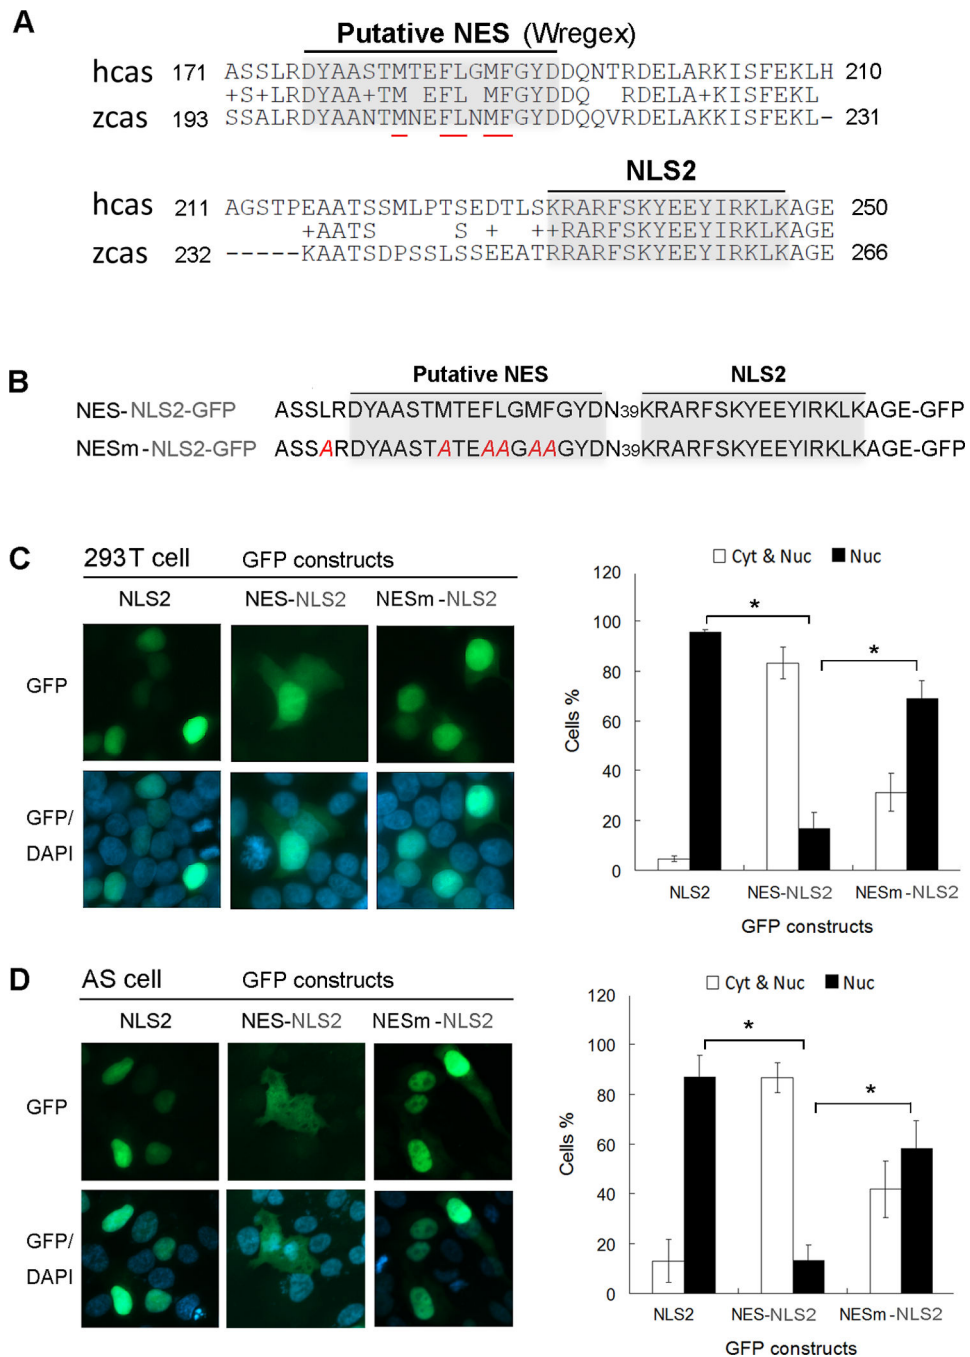 A
Putative NES (Wregex)
hcas 171 ASSLRDYAASTMTEFLGMFGYDDQNTRDELARKISFEKLH 210
+S+LRDYAA+TM EFL MFGYDDQ RDELA+KISFEKL
zcas 193 SSALRDYAANTMNEFLNMFGYDDQQVRDELAKKISFEKL- 231
NLS2
hcas 211 AGSTPEAATSSMLPTSEDTLSKRARFSKYEEYIRKLKAGE 250
+AATS S + ++RARFSKYEEYIRKLKAGE
zcas 232 -----KAATSDPSSLSSEEATRRARFSKYEEYIRKLKAGE 266
B
Putative NES NLS2
NES-NLS2-GFP ASSLRDYAASTMTEFLGMFGYDN39KRARFSKYEEYIRKLKAGE-GFP
NESm-NLS2-GFP ASSARDYAASTATEAAGAAGYDN39KRARFSKYEEYIRKLKAGE-GFP
C
293T cell GFP constructs
NLS2 NES-NLS2 NESm-NLS2
GFP
GFP/
DAPI
Cyt & Nuc Nuc
120
100
80
60
40
20
0
Cells %
*
*
NLS2 NES-NLS2 NESm-NLS2
GFP constructs
D
AS cell GFP constructs
NLS2 NES-NLS2 NESm-NLS2
GFP
GFP/
DAPI
Cyt & Nuc Nuc
120
100
80
60
40
20
0
Cells %
*
*
NLS2 NES-NLS2 NESm-NLS2
GFP constructs